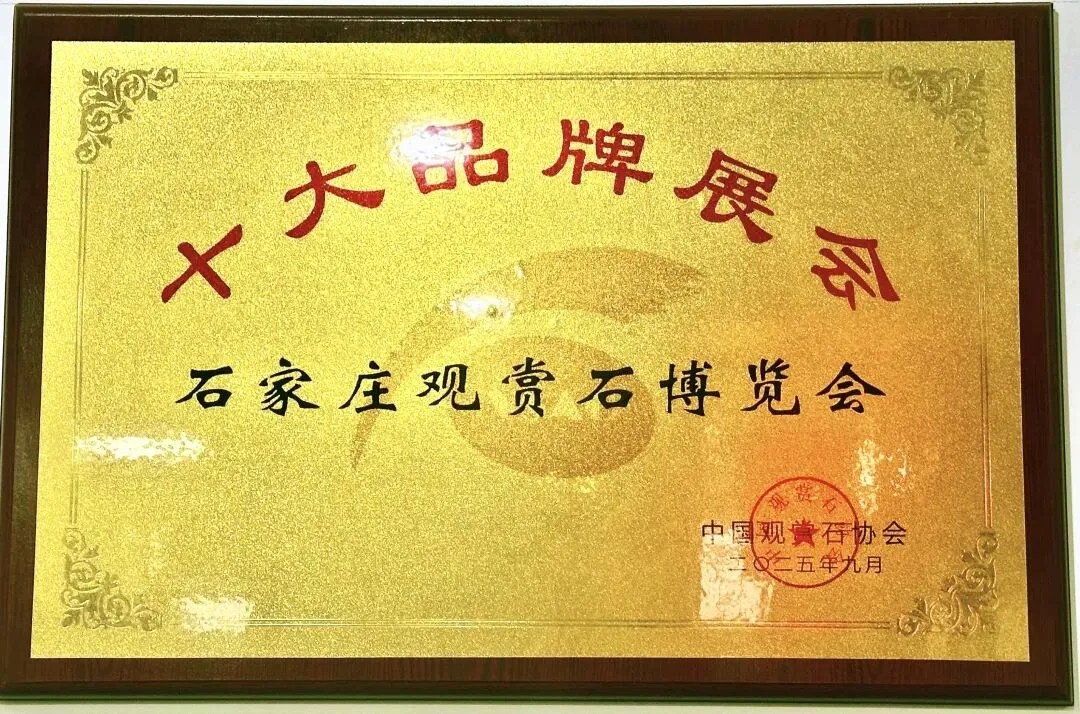 十大品牌展会
石家庄观赏石博览会
中国观赏石协会
二〇二五年九月